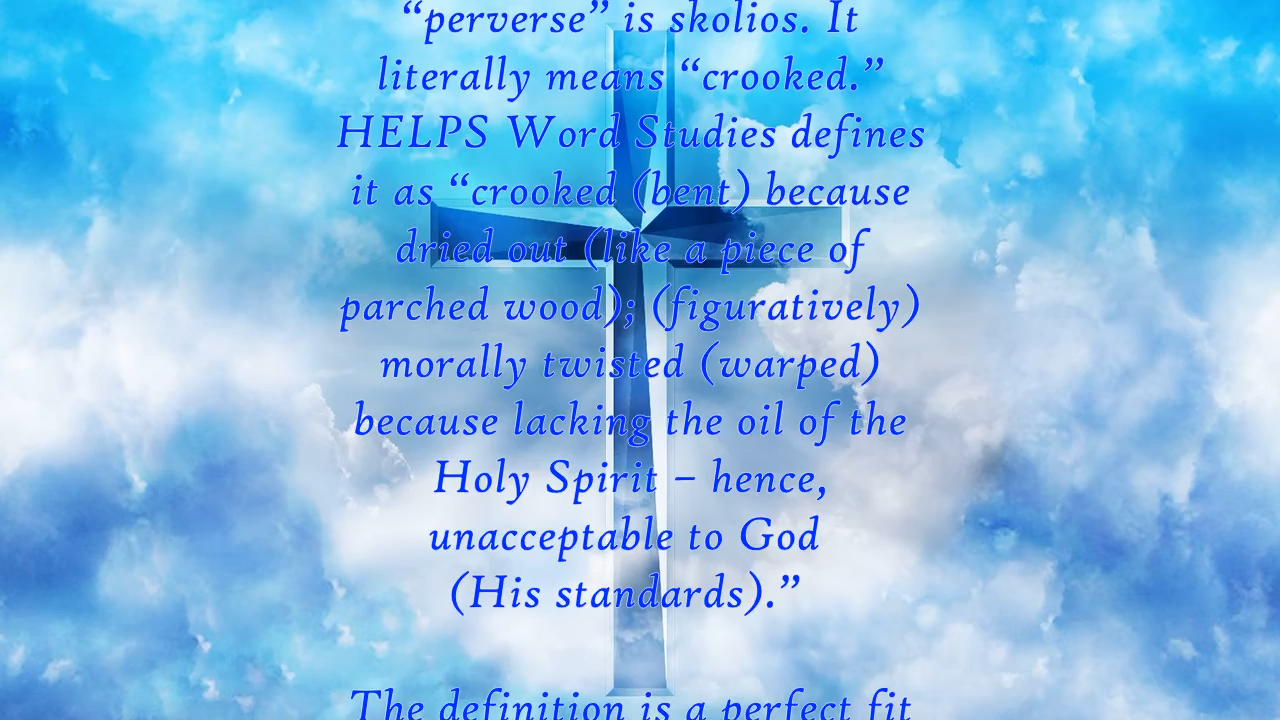 “perverse” is skolios. It
literally means “crooked.”
HELPS Word Studies defines
it as “crooked (bent) because
dried out (like a piece of
parched wood); (figuratively)
morally twisted (warped)
because lacking the oil of the
Holy Spirit – hence,
unacceptable to God
(His standards).”
The definition is a perfect fit